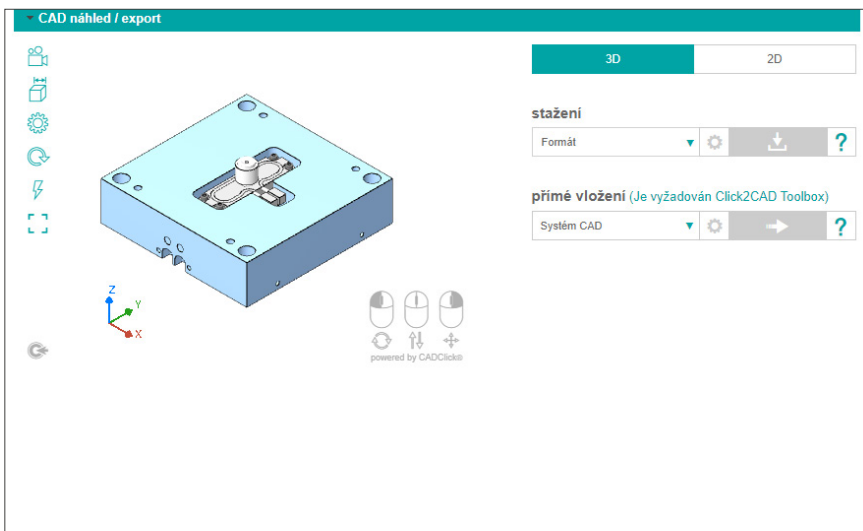 CAD náhled / export
3D
2D
stažení
Formát
?
přímé vložení (Je vyžadován Click2CAD Toolbox)
Systém CAD
?
Z
Y
X
powered by CADClick®